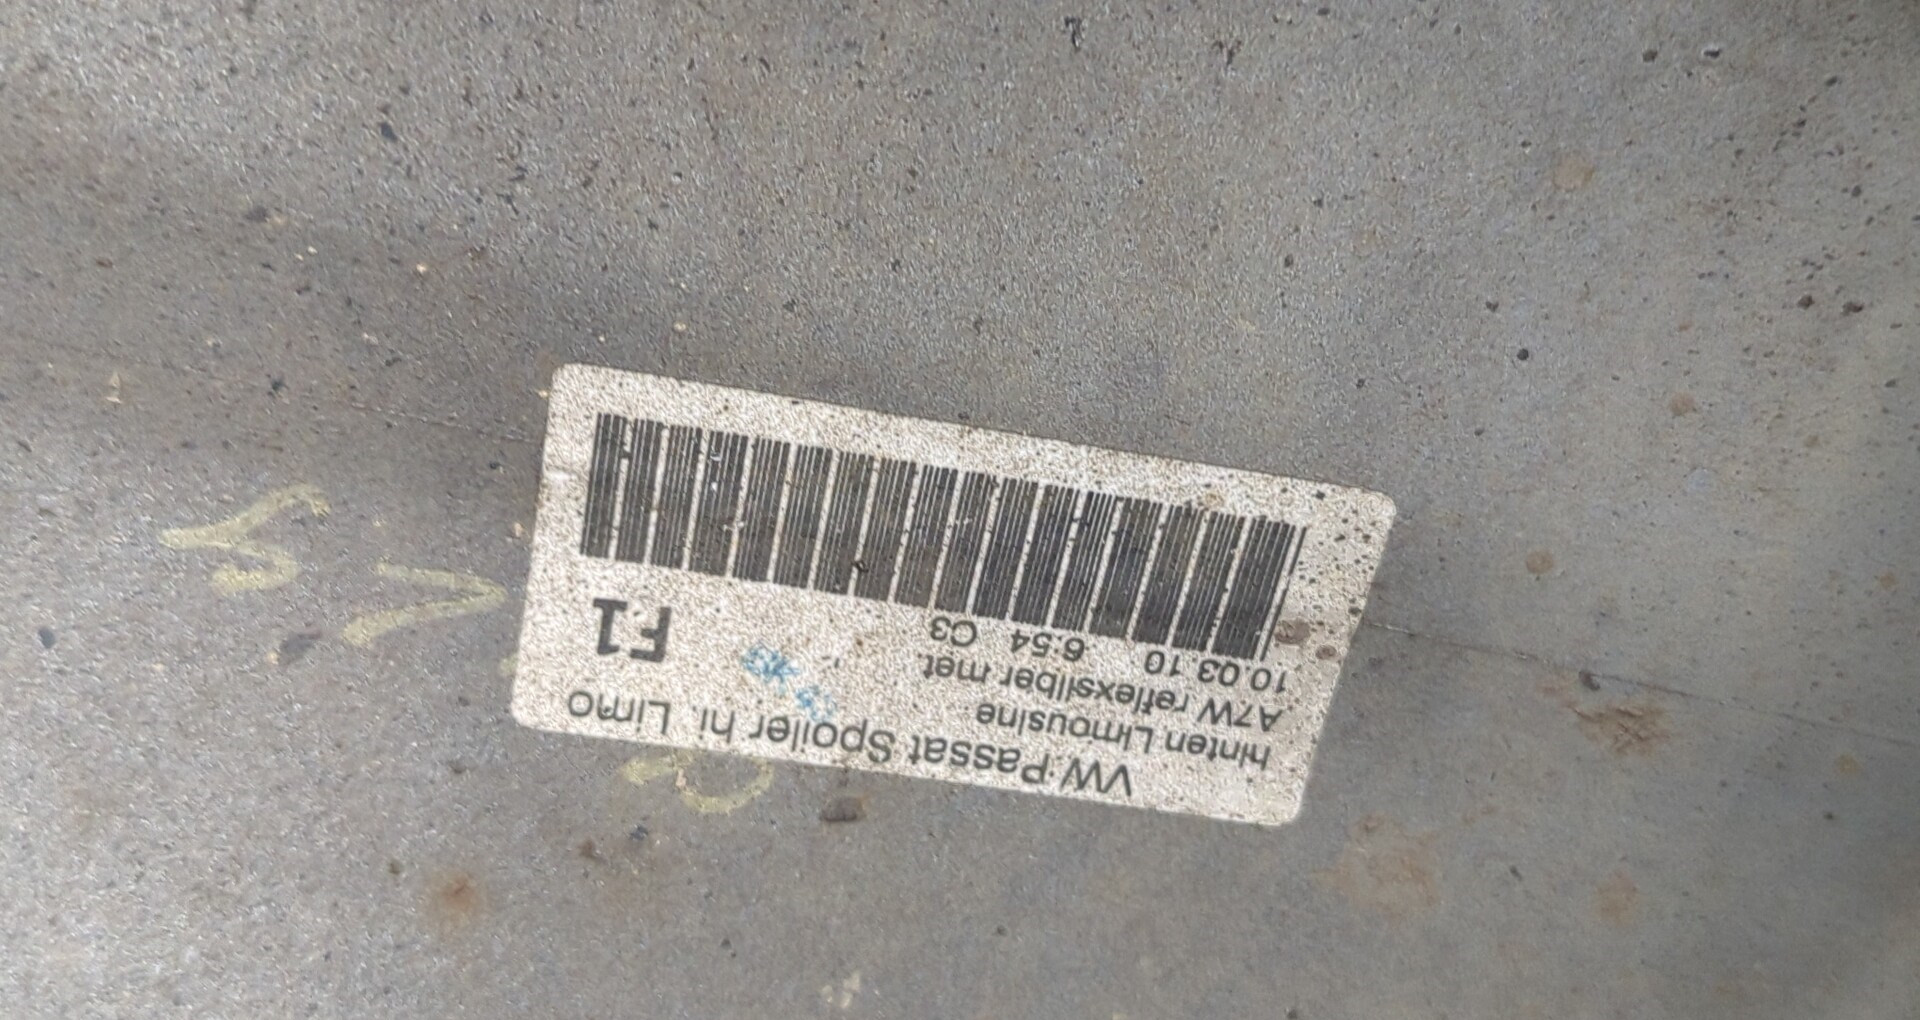 VW Passat Spoiler hi. Limo
hinten Limousine
A7W reflexsilber met.
10.03.10 6:54 C3
F1